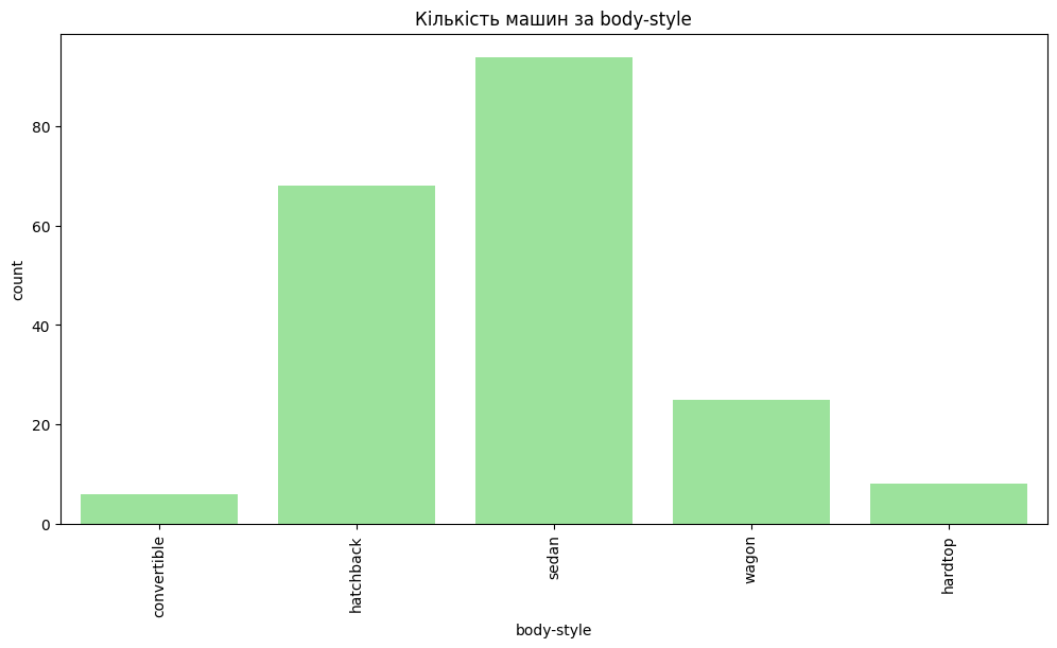 Кількість машин за body-style
count
80
60
40
20
0
convertible
hatchback
sedan
wagon
hardtop
body-style